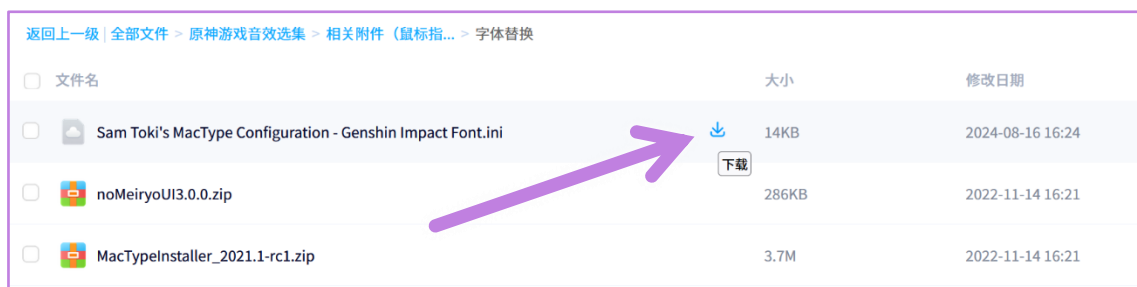 返回上一级 | 全部文件 > 原神游戏音效选集 > 相关附件（鼠标指... > 字体替换
文件名 大小 修改日期
Sam Toki's MacType Configuration - Genshin Impact Font.ini 14KB 2024-08-16 16:24
下载
noMeiryoUI3.0.0.zip 286KB 2022-11-14 16:21
MacTypeInstaller_2021.1-rc1.zip 3.7M 2022-11-14 16:21